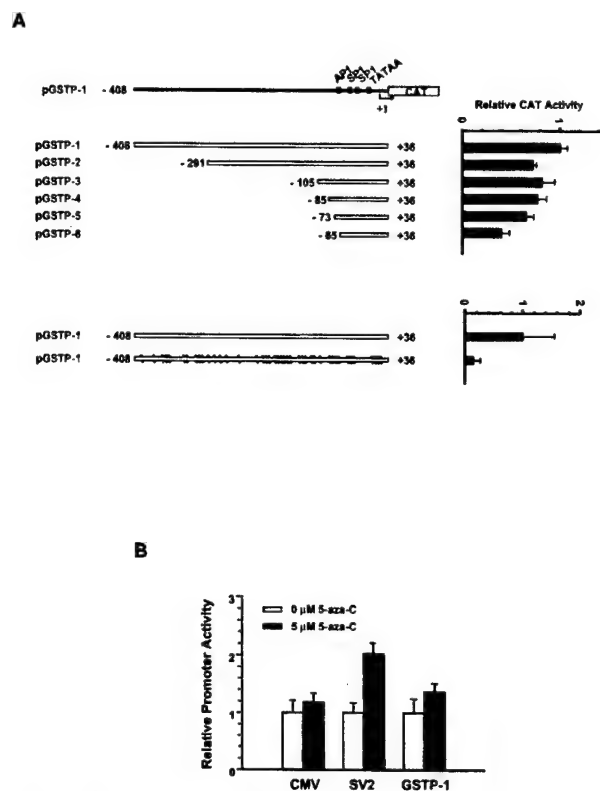 A
AP1 SP1 SP1 TATAA
pGSTP-1 - 408 CAT
+1
Relative CAT Activity
0 1
pGSTP-1 - 408 +36
pGSTP-2 - 291 +36
pGSTP-3 - 105 +36
pGSTP-4 - 85 +36
pGSTP-5 - 73 +36
pGSTP-6 - 65 +36
0 1 2
pGSTP-1 - 408 +36
pGSTP-1 - 408 +36
B
3
2
1
0
Relative Promoter Activity
0 µM 5-aza-C
5 µM 5-aza-C
CMV SV2 GSTP-1